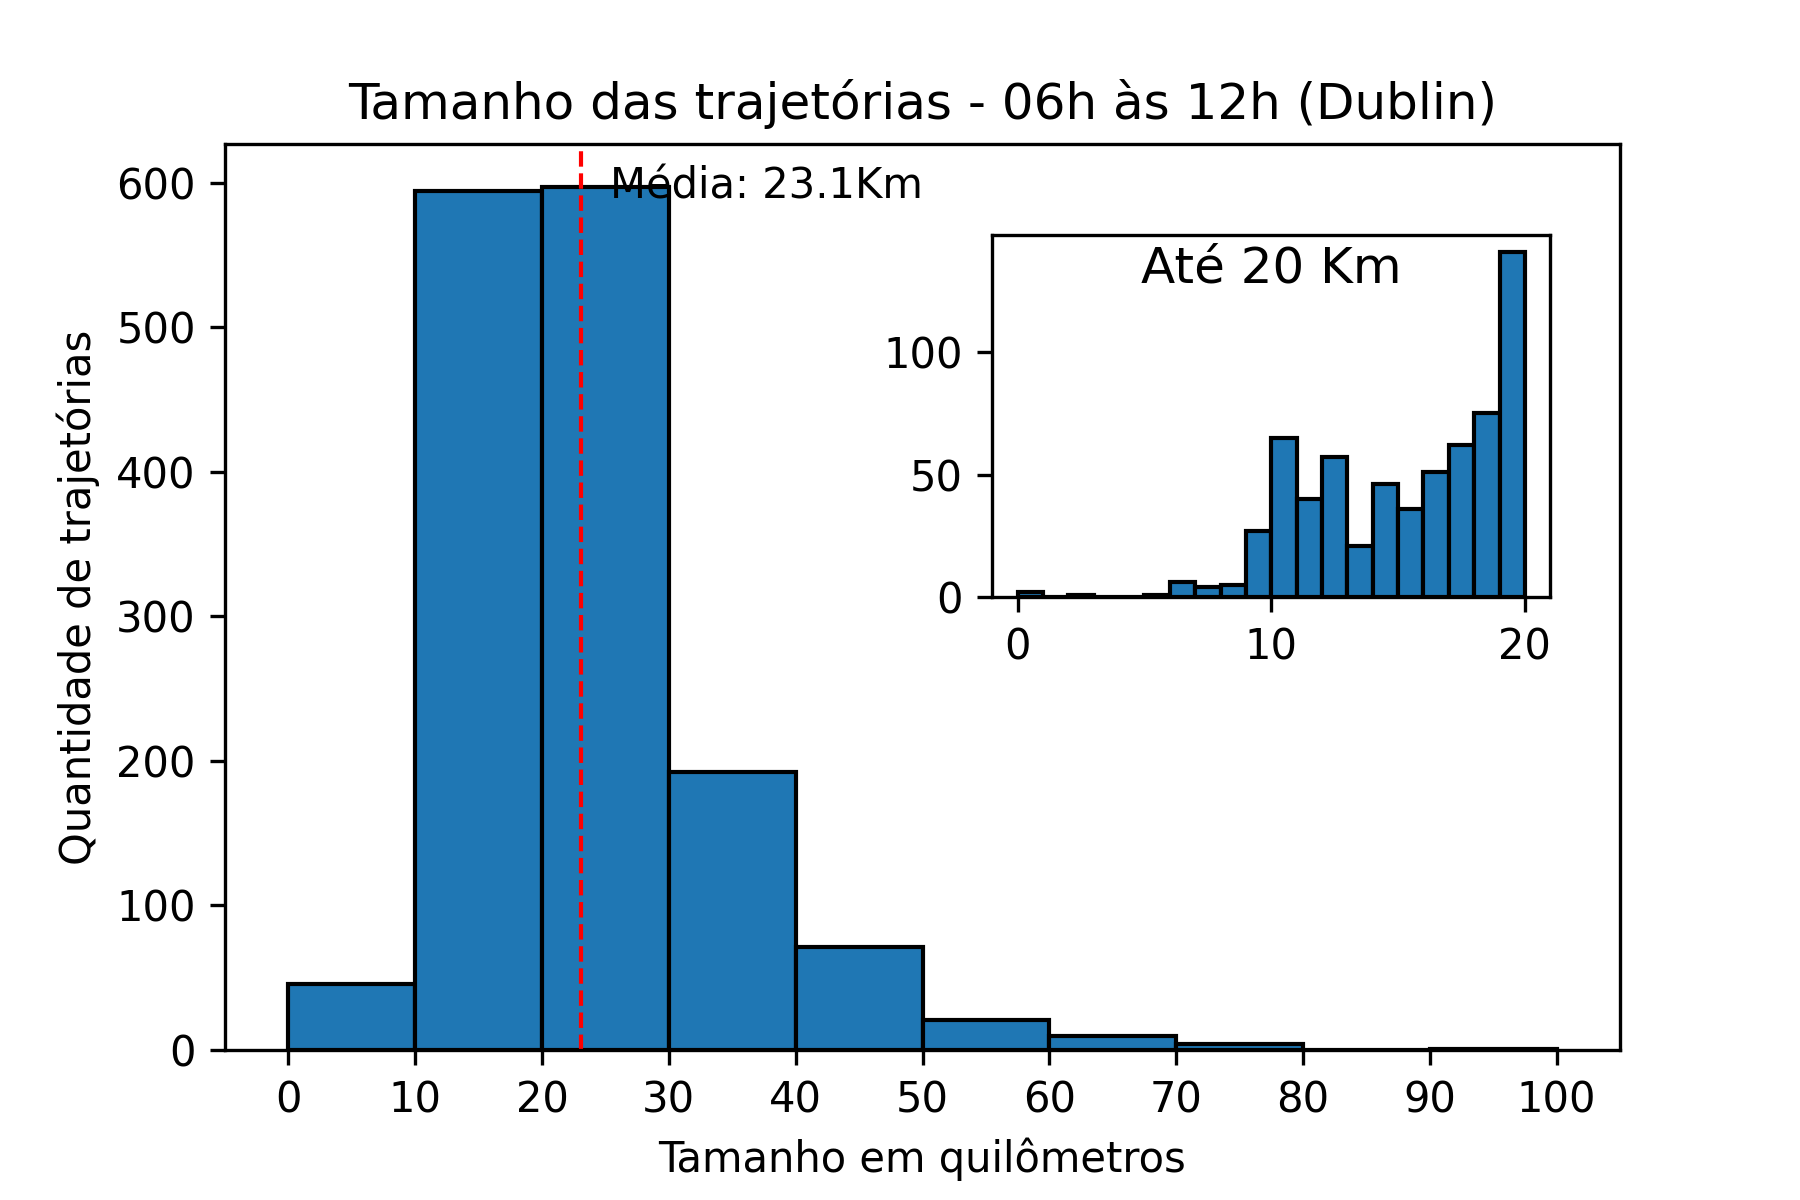 Tamanho das trajetórias - 06h às 12h (Dublin)
Média: 23.1Km
Até 20 Km
Quantidade de trajetórias
600
500
400
300
200
100
0
100
50
0
0 10 20
0 10 20 30 40 50 60 70 80 90 100
Tamanho em quilômetros